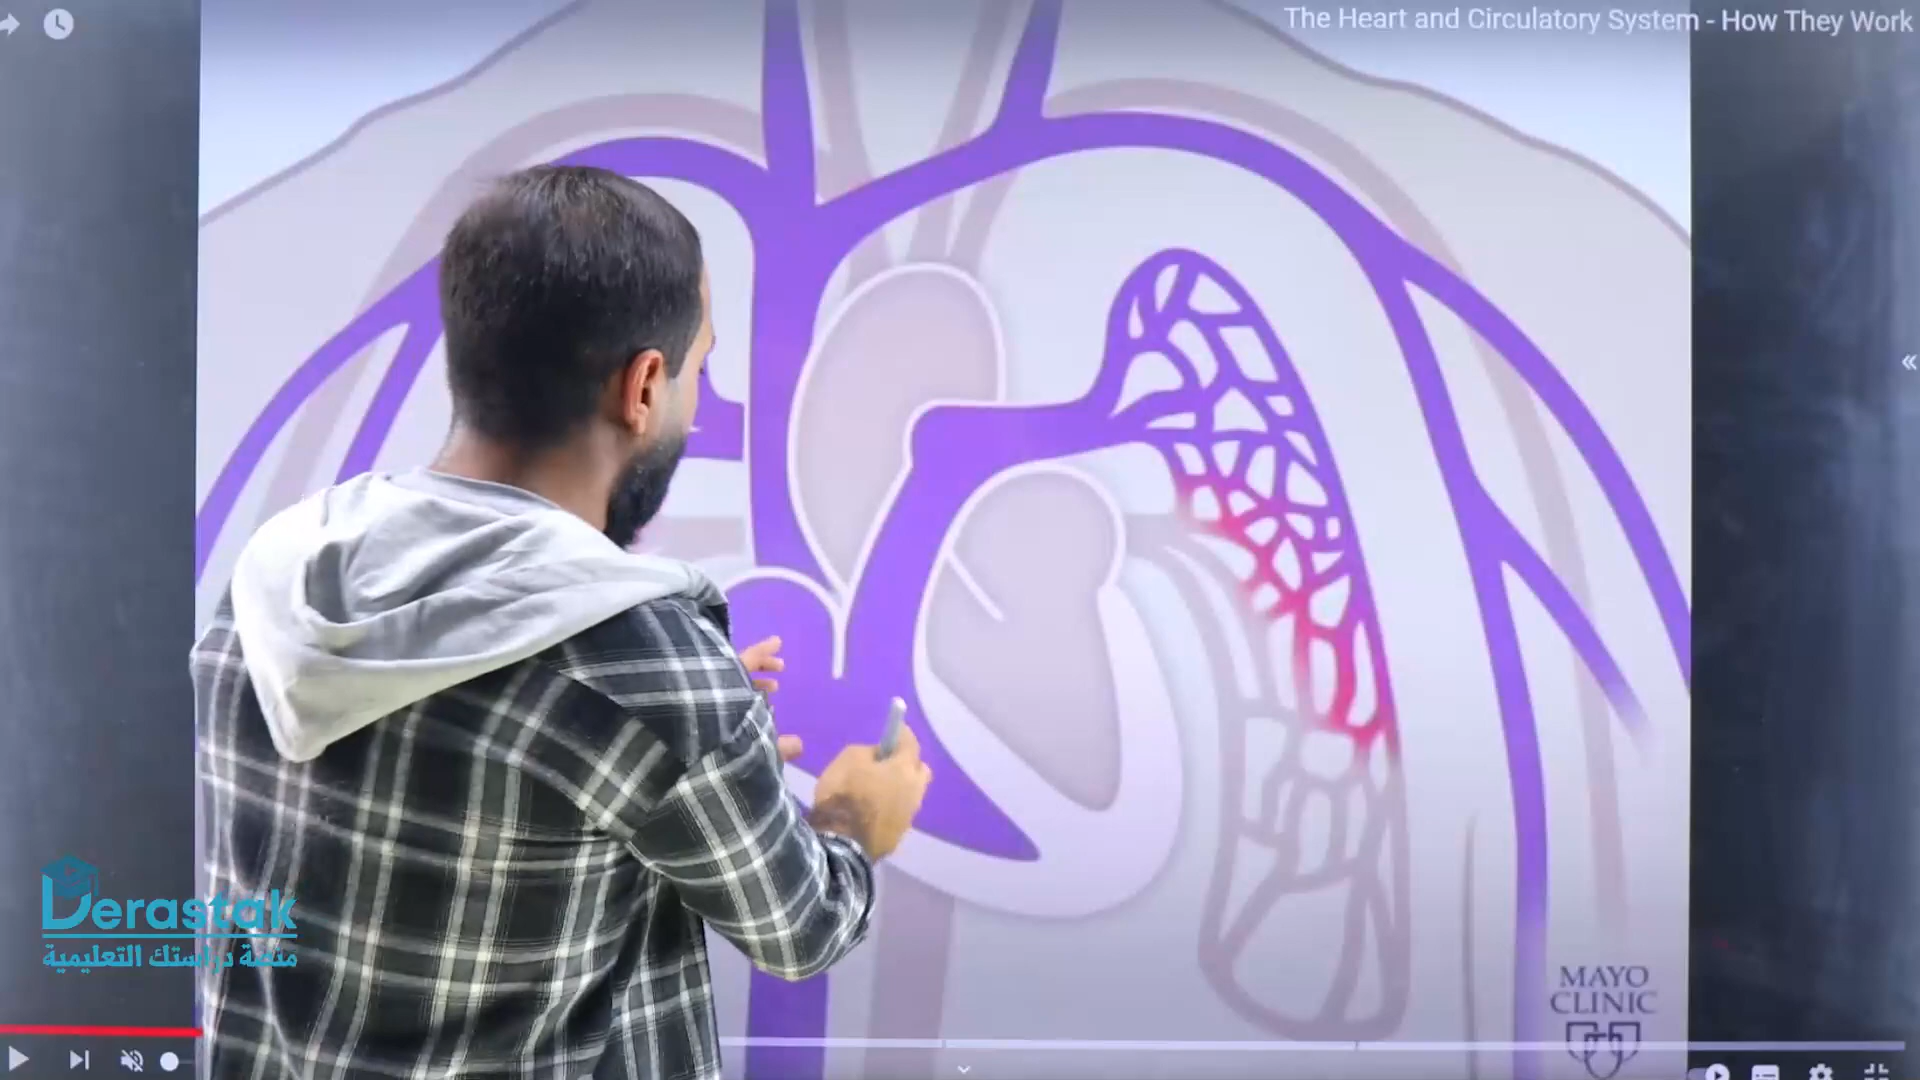 The Heart and Circulatory System - How They Work
Derastak
منصة دراستك التعليمية
MAYO
CLINIC